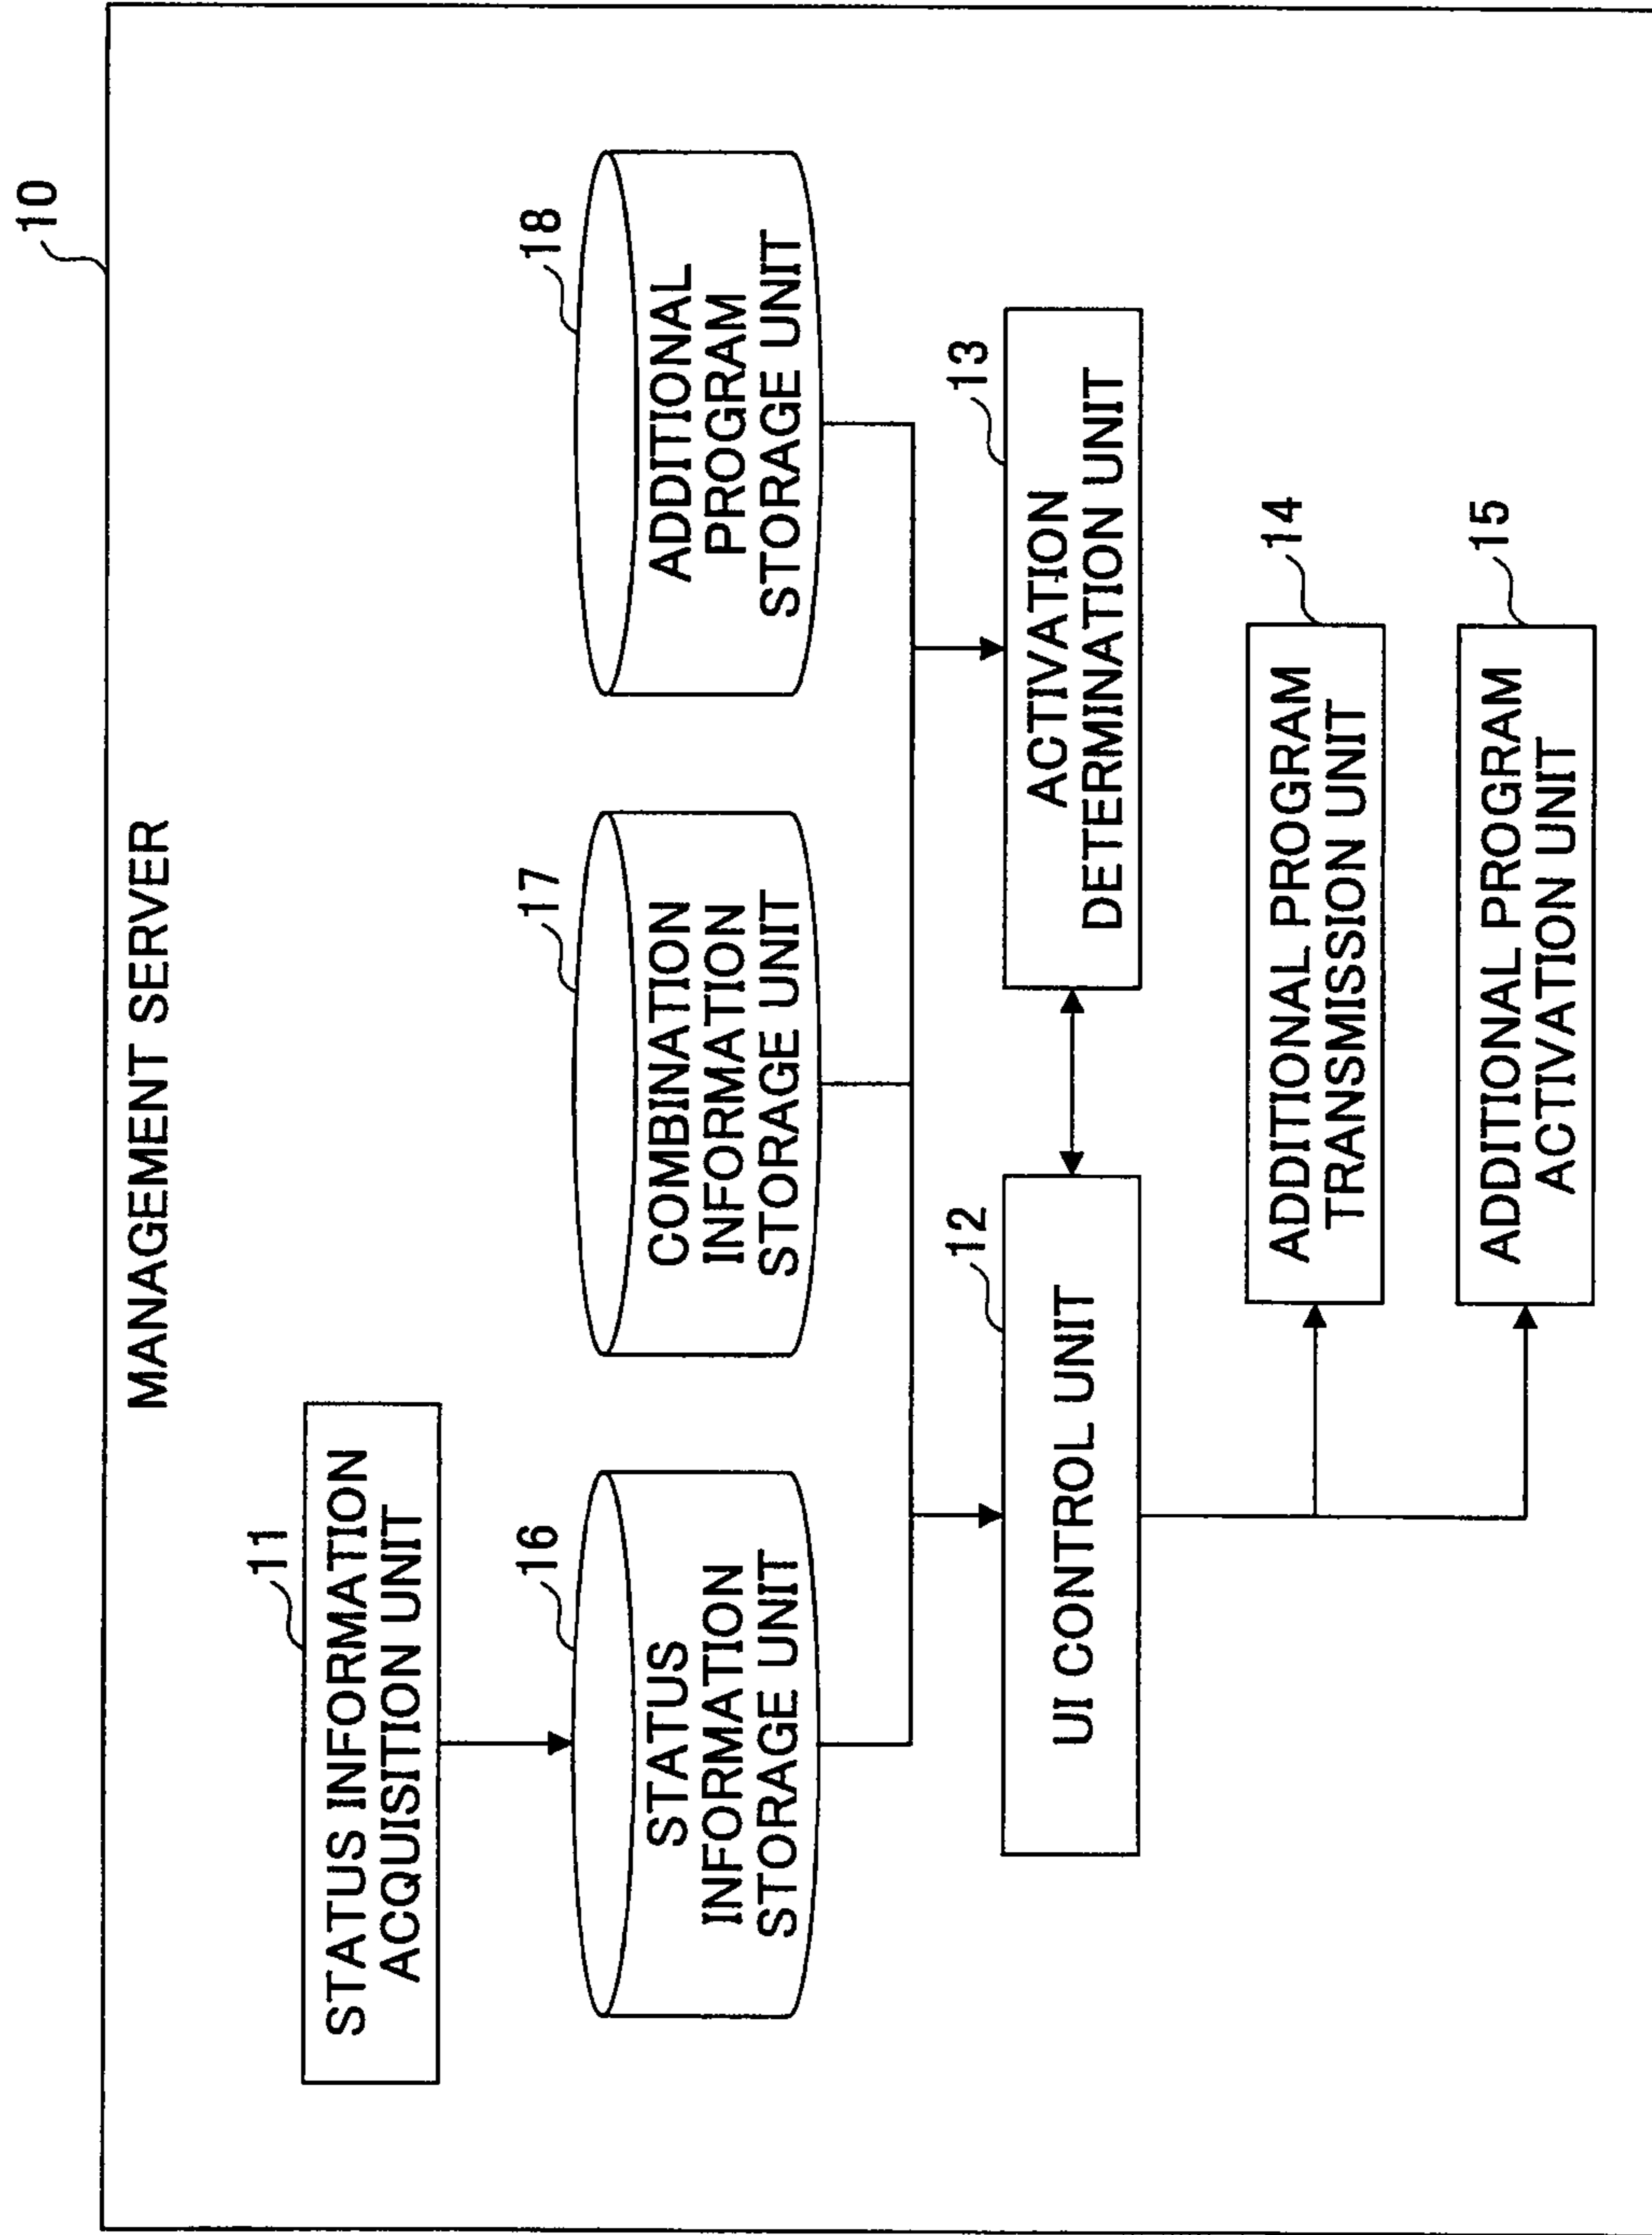 10
MANAGEMENT SERVER
11
STATUS INFORMATION
ACQUISITION UNIT
16
STATUS
INFORMATION
STORAGE UNIT
17
COMBINATION
INFORMATION
STORAGE UNIT
18
ADDITIONAL
PROGRAM
STORAGE UNIT
12
UI CONTROL UNIT
13
ACTIVATION
DETERMINATION UNIT
14
ADDITIONAL PROGRAM
TRANSMISSION UNIT
15
ADDITIONAL PROGRAM
ACTIVATION UNIT